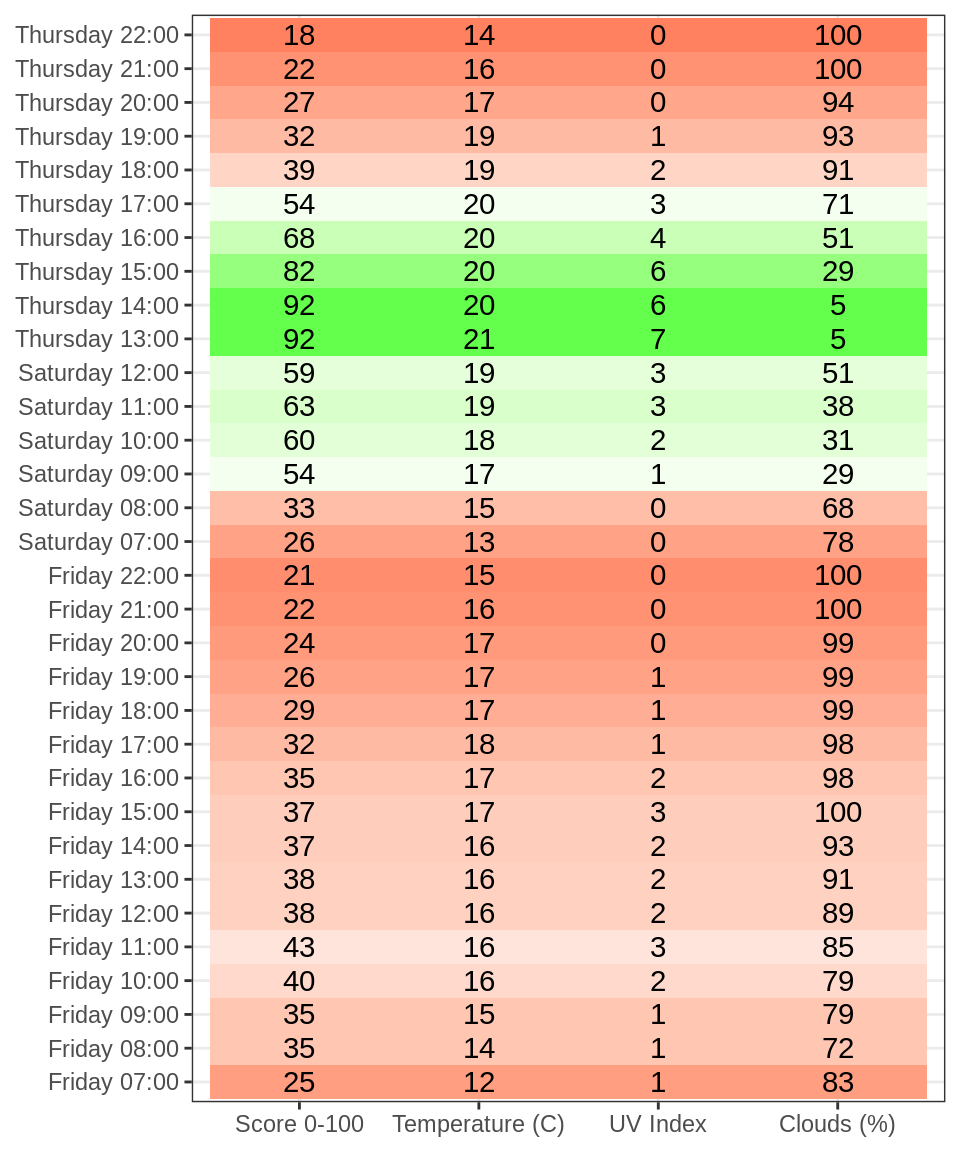 Thursday 22:00 18 14 0 100
Thursday 21:00 22 16 0 100
Thursday 20:00 27 17 0 94
Thursday 19:00 32 19 1 93
Thursday 18:00 39 19 2 91
Thursday 17:00 54 20 3 71
Thursday 16:00 68 20 4 51
Thursday 15:00 82 20 6 29
Thursday 14:00 92 20 6 5
Thursday 13:00 92 21 7 5
Saturday 12:00 59 19 3 51
Saturday 11:00 63 19 3 38
Saturday 10:00 60 18 2 31
Saturday 09:00 54 17 1 29
Saturday 08:00 33 15 0 68
Saturday 07:00 26 13 0 78
Friday 22:00 21 15 0 100
Friday 21:00 22 16 0 100
Friday 20:00 24 17 0 99
Friday 19:00 26 17 1 99
Friday 18:00 29 17 1 99
Friday 17:00 32 18 1 98
Friday 16:00 35 17 2 98
Friday 15:00 37 17 3 100
Friday 14:00 37 16 2 93
Friday 13:00 38 16 2 91
Friday 12:00 38 16 2 89
Friday 11:00 43 16 3 85
Friday 10:00 40 16 2 79
Friday 09:00 35 15 1 79
Friday 08:00 35 14 1 72
Friday 07:00 25 12 1 83
Score 0-100 Temperature (C) UV Index Clouds (%)